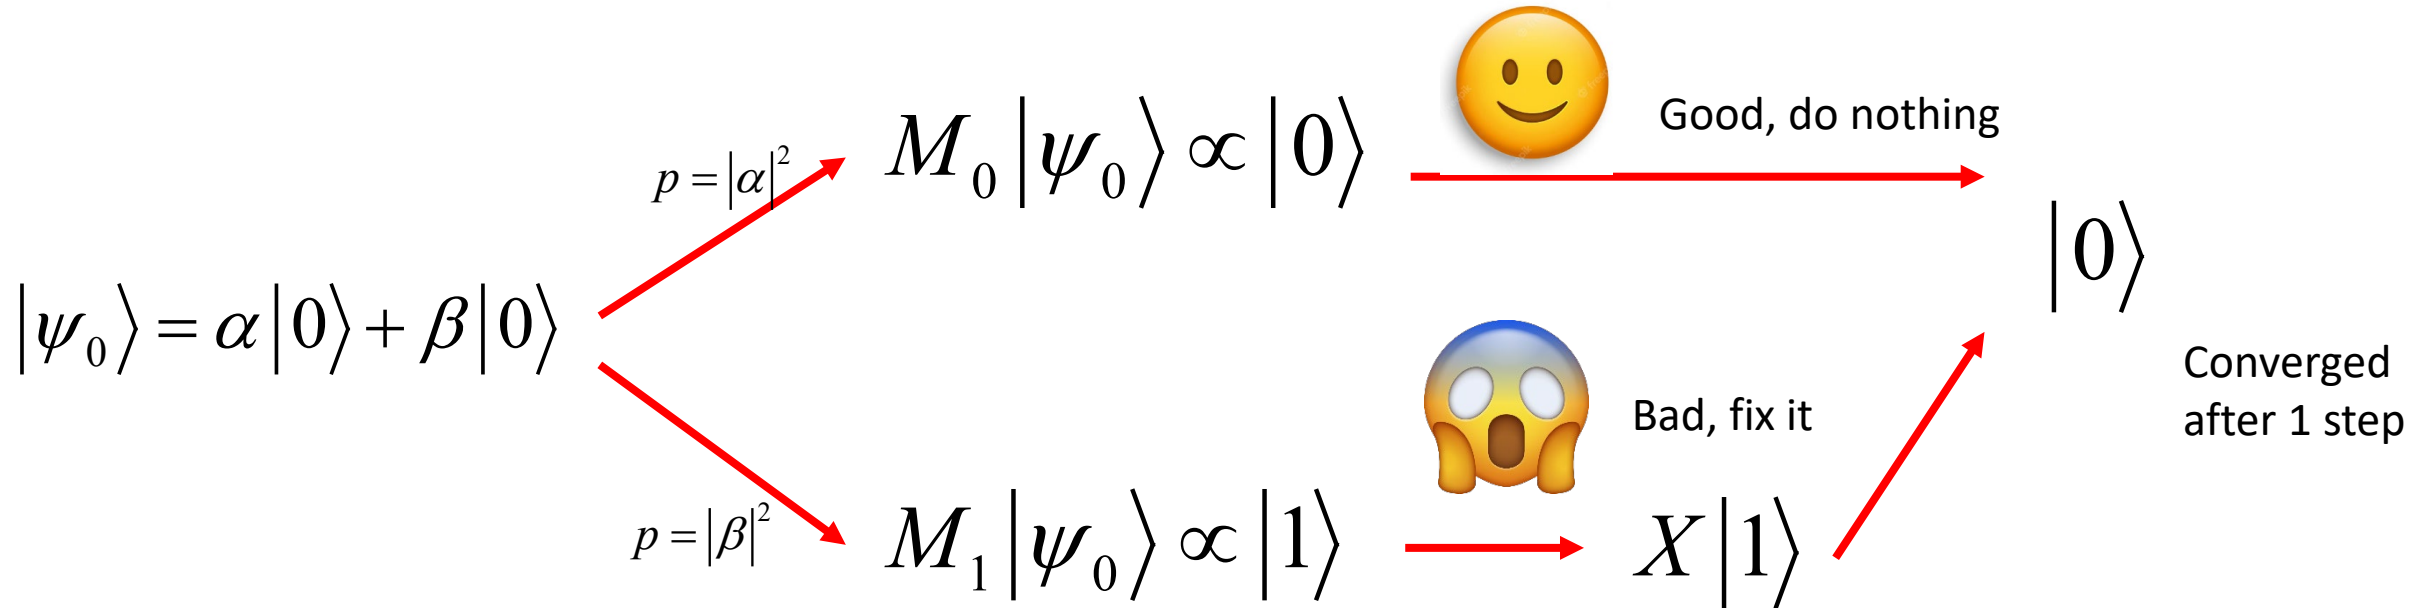 Good, do nothing
p = |α|²
M₀|ψ₀⟩ ∝ |0⟩
|0⟩
|ψ₀⟩ = α|0⟩ + β|0⟩
Converged
after 1 step
Bad, fix it
p = |β|²
M₁|ψ₀⟩ ∝ |1⟩
X|1⟩